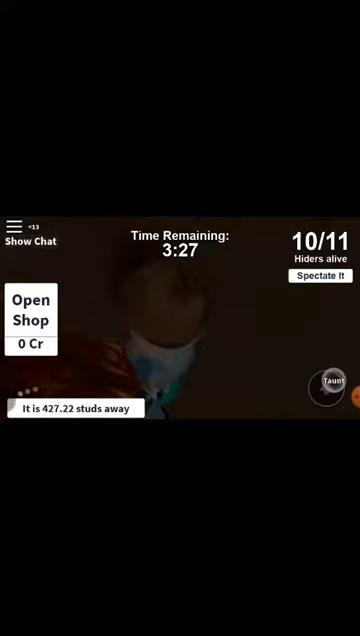 <13
Show Chat
Time Remaining:
3:27
10/11
Hiders alive
Spectate It
Open
Shop
0 Cr
Taunt
It is 427.22 studs away